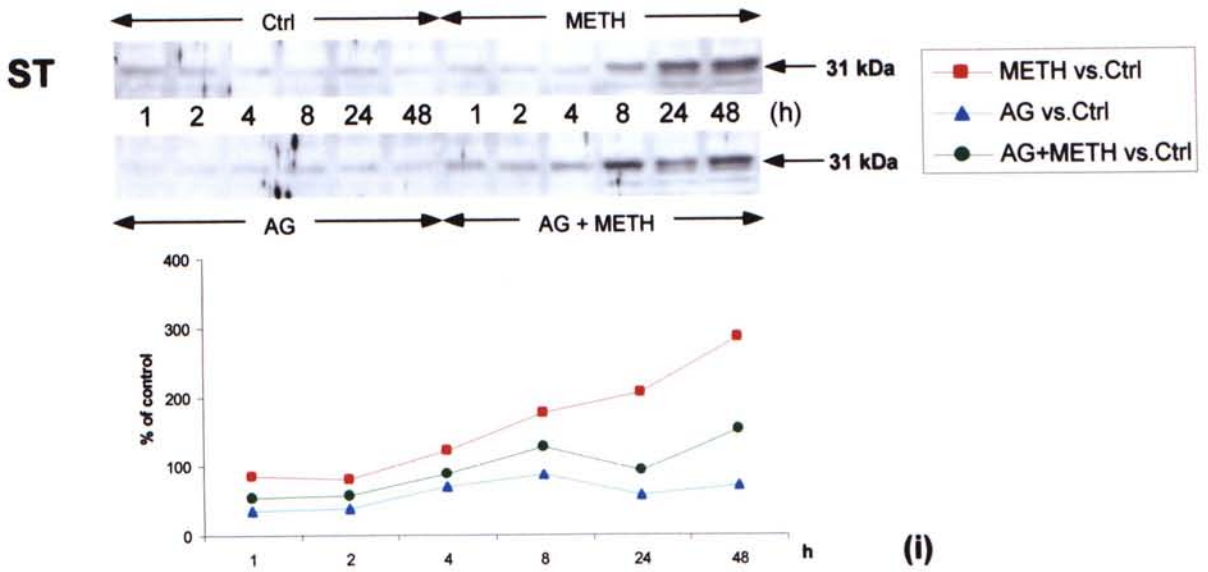 Ctrl METH
ST
31 kDa
1 2 4 8 24 48 1 2 4 8 24 48 (h)
31 kDa
AG AG + METH
METH vs.Ctrl
AG vs.Ctrl
AG+METH vs.Ctrl
400
300
200
100
0
% of control
1 2 4 8 24 48 h
(i)